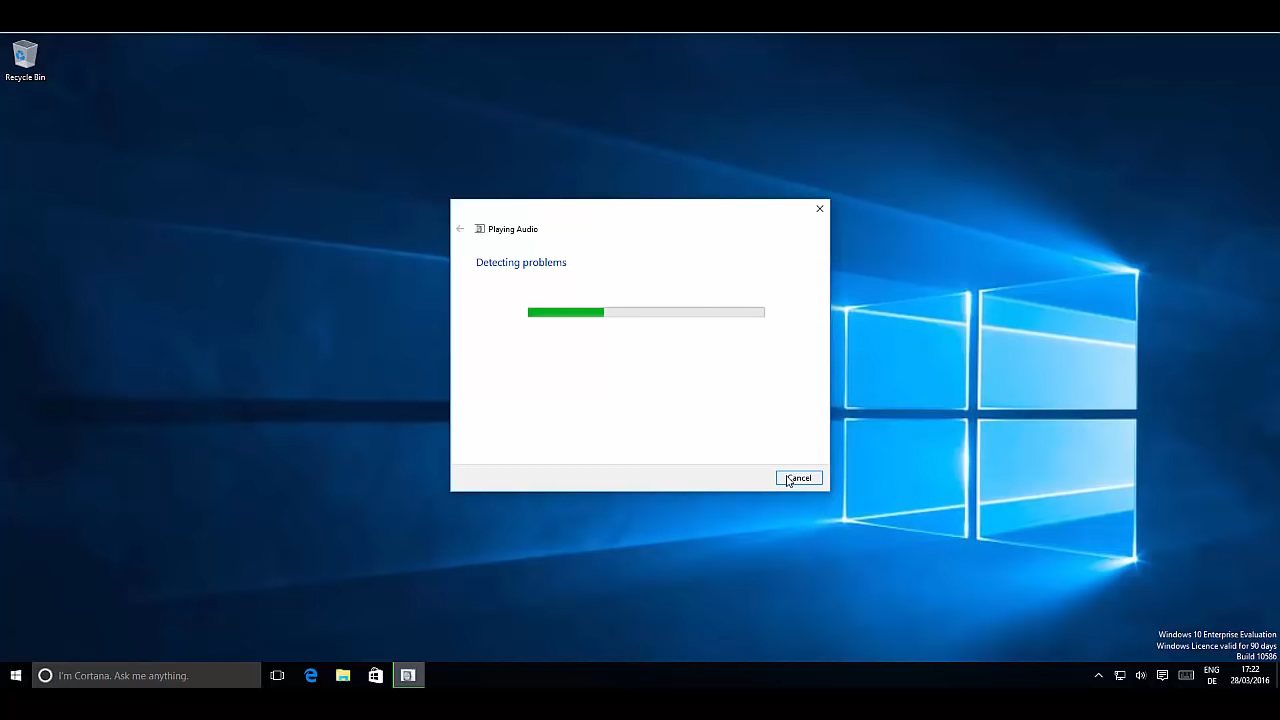 Recycle Bin
Playing Audio
Detecting problems
Cancel
Windows 10 Enterprise Evaluation
Windows Licence valid for 90 days
Build 10586
I'm Cortana. Ask me anything.
ENG
DE
17:22
28/03/2016